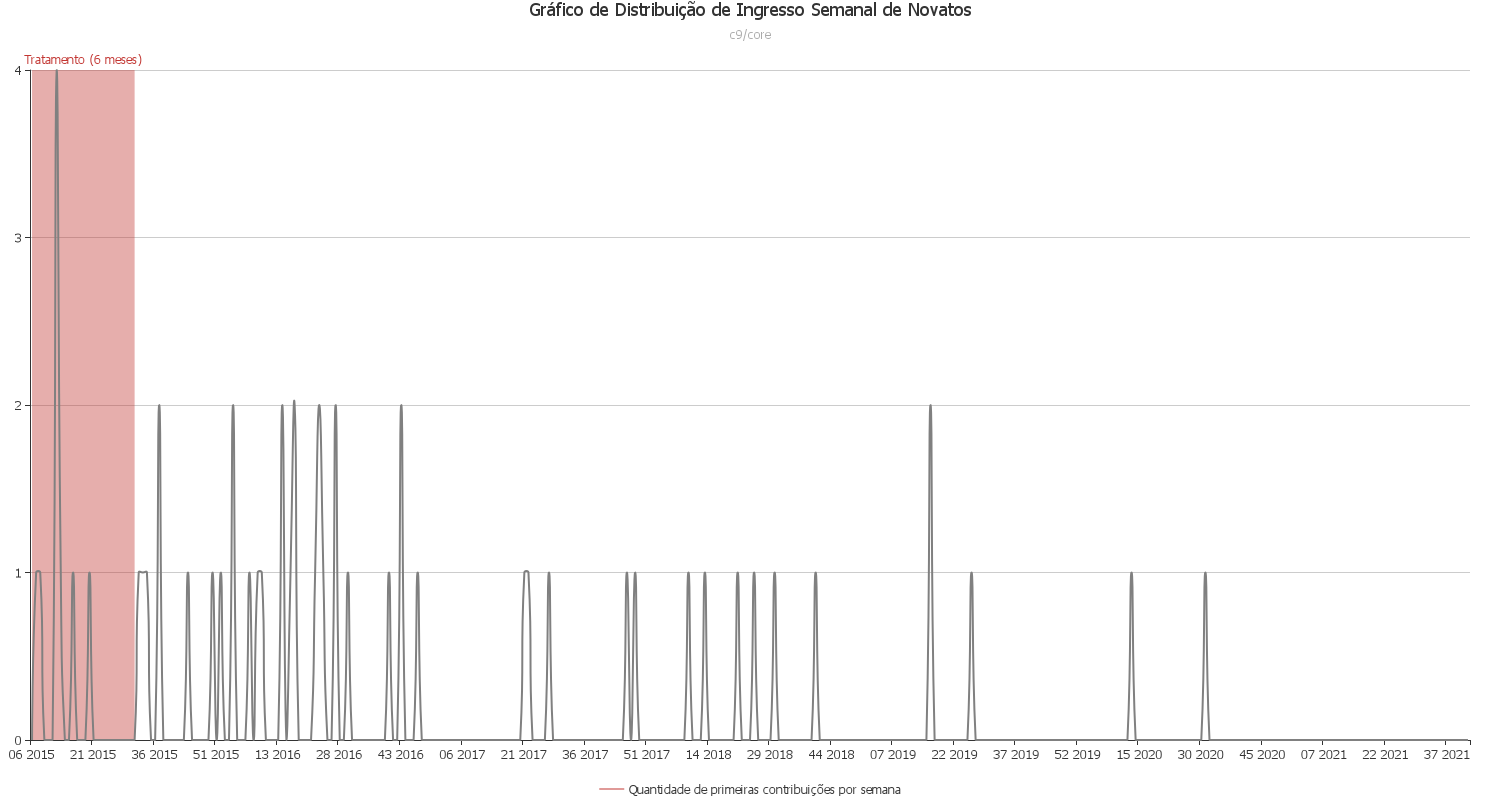 Gráfico de Distribuição de Ingresso Semanal de Novatos
c9/core
Tratamento (6 meses)
4
3
2
1
0
06 2015 21 2015 36 2015 51 2015 13 2016 28 2016 43 2016 06 2017 21 2017 36 2017 51 2017 14 2018 29 2018 44 2018 07 2019 22 2019 37 2019 52 2019 15 2020 30 2020 45 2020 07 2021 22 2021 37 2021
Quantidade de primeiras contribuições por semana